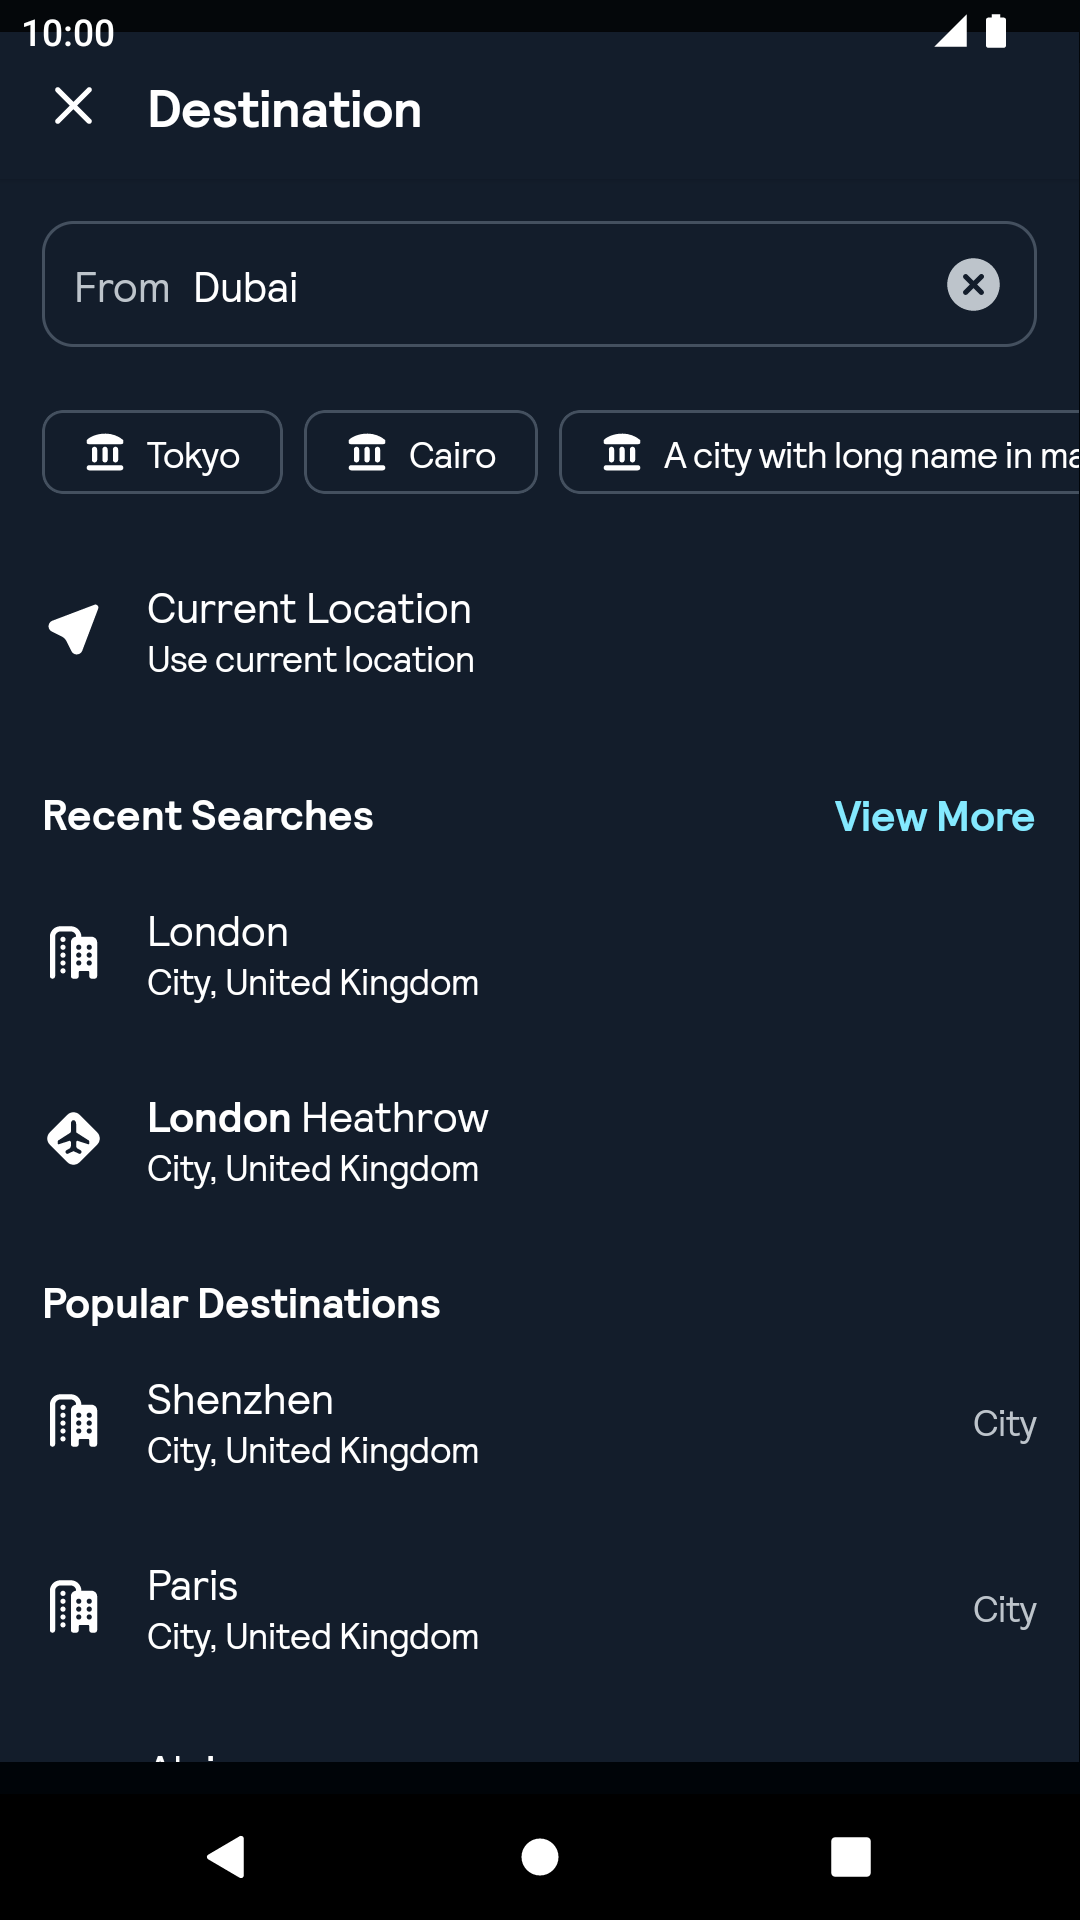 10:00
Destination
From Dubai
Tokyo
Cairo
A city with long name in ma
Current Location
Use current location
Recent Searches
View More
London
City, United Kingdom
London Heathrow
City, United Kingdom
Popular Destinations
Shenzhen
City, United Kingdom
City
Paris
City, United Kingdom
City